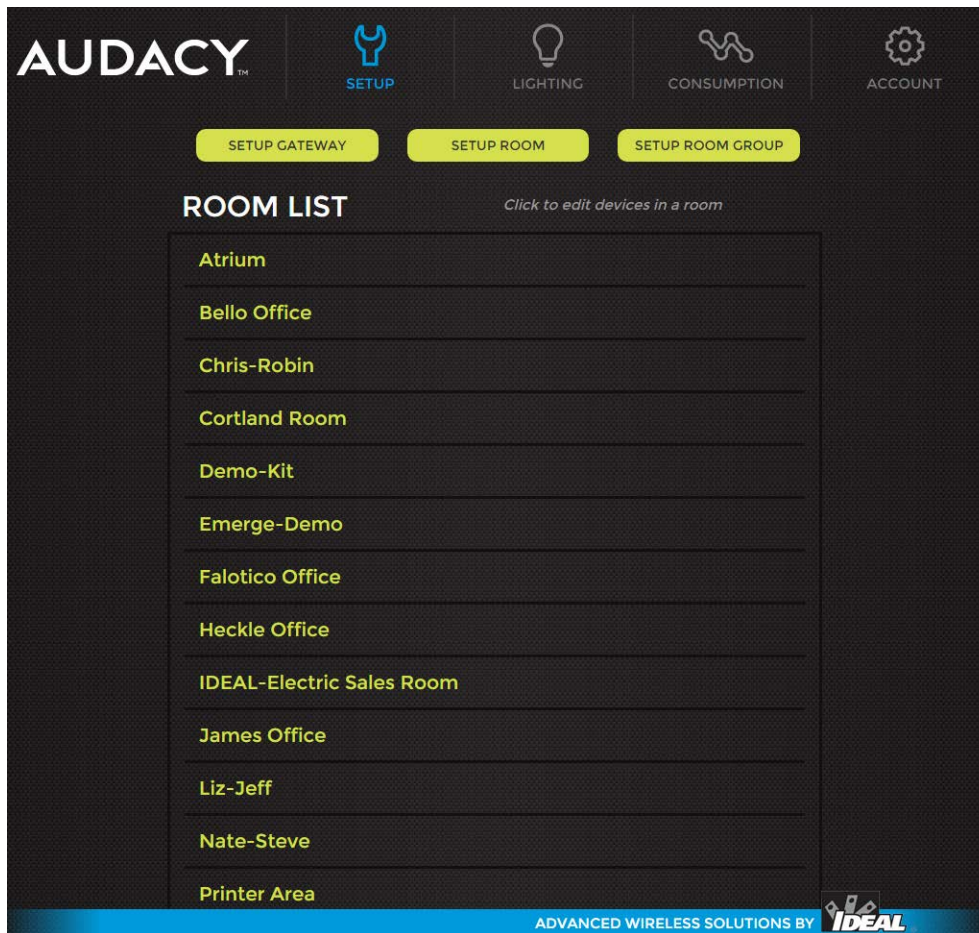 AUDACY™
SETUP
LIGHTING
CONSUMPTION
ACCOUNT
SETUP GATEWAY
SETUP ROOM
SETUP ROOM GROUP
ROOM LIST
Click to edit devices in a room
Atrium
Bello Office
Chris-Robin
Cortland Room
Demo-Kit
Emerge-Demo
Falotico Office
Heckle Office
IDEAL-Electric Sales Room
James Office
Liz-Jeff
Nate-Steve
Printer Area
ADVANCED WIRELESS SOLUTIONS BY
IDEAL